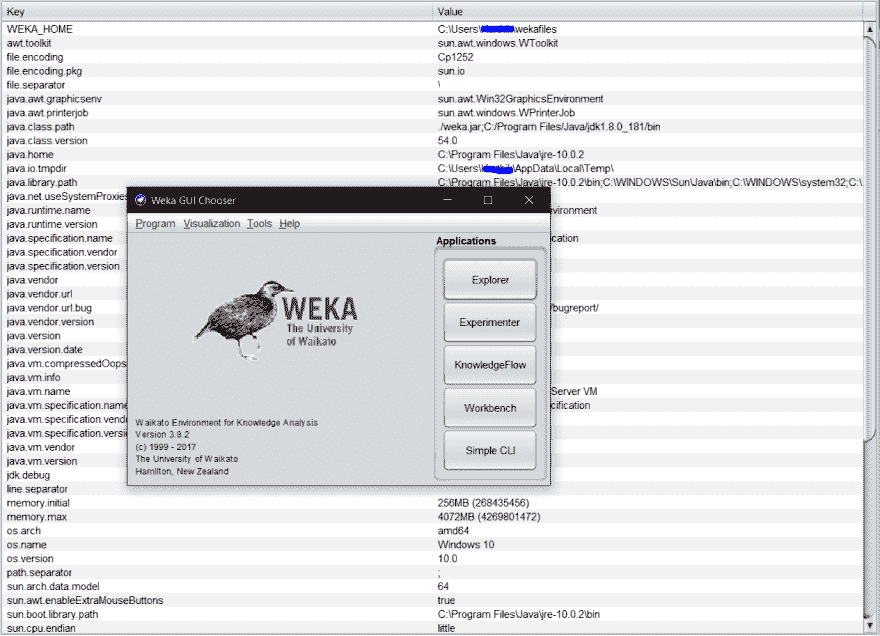 Key Value
WEKA_HOME C:\Users\ \wekafiles
awt.toolkit sun.awt.windows.WToolkit
file.encoding Cp1252
file.encoding.pkg sun.io
file.separator \
java.awt.graphicsenv sun.awt.Win32GraphicsEnvironment
java.awt.printerjob sun.awt.windows.WPrinterJob
java.class.path ./weka.jar;C:/Program Files/Java/jdk1.8.0_181/bin
java.class.version 54.0
java.home C:\Program Files\Java\jre-10.0.2
java.io.tmpdir C:\Users\ \AppData\Local\Temp\
java.library.path C:\Program Files\Java\jre-10.0.2\bin;C:\WINDOWS\Sun\Java\bin;C:\WINDOWS\system32;C:\
java.net.useSystemProxies
java.runtime.name vironment
java.runtime.version
java.specification.name cation
java.specification.vendor
java.specification.version
java.vendor
java.vendor.url
java.vendor.url.bug /bugreport/
java.vendor.version
java.version
java.version.date
java.vm.compressedOops
java.vm.info
java.vm.name Server VM
java.vm.specification.name cification
java.vm.specification.vend
java.vm.specification.versi
java.vm.vendor
java.vm.version
jdk.debug
line.separator
memory.initial 256MB (268435456)
memory.max 4072MB (4269801472)
os.arch amd64
os.name Windows 10
os.version 10.0
path.separator ;
sun.arch.data.model 64
sun.awt.enableExtraMouseButtons true
sun.boot.library.path C:\Program Files\Java\jre-10.0.2\bin
sun.cpu.endian little
Weka GUI Chooser
Program Visualization Tools Help
WEKA
The University
of Waikato
Waikato Environment for Knowledge Analysis
Version 3.8.2
(c) 1999 - 2017
The University of Waikato
Hamilton, New Zealand
Applications
Explorer
Experimenter
KnowledgeFlow
Workbench
Simple CLI